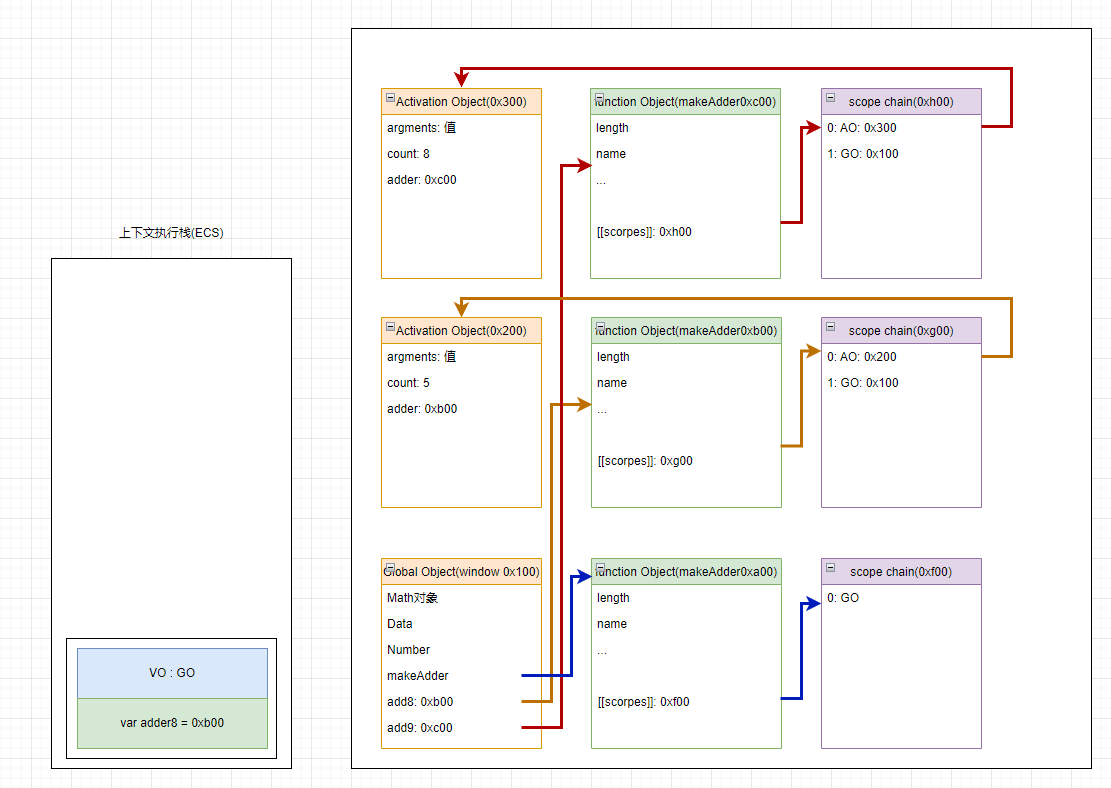 上下文执行栈(ECS)
VO : GO
var adder8 = 0xb00
Activation Object(0x300)
argments: 值
count: 8
adder: 0xc00
function Object(makeAdder0xc00)
length
name
...
[[scorpes]]: 0xh00
scope chain(0xh00)
0: AO: 0x300
1: GO: 0x100
Activation Object(0x200)
argments: 值
count: 5
adder: 0xb00
function Object(makeAdder0xb00)
length
name
...
[[scorpes]]: 0xg00
scope chain(0xg00)
0: AO: 0x200
1: GO: 0x100
Global Object(window 0x100)
Math对象
Data
Number
makeAdder
add8: 0xb00
add9: 0xc00
function Object(makeAdder0xa00)
length
name
...
[[scorpes]]: 0xf00
scope chain(0xf00)
0: GO